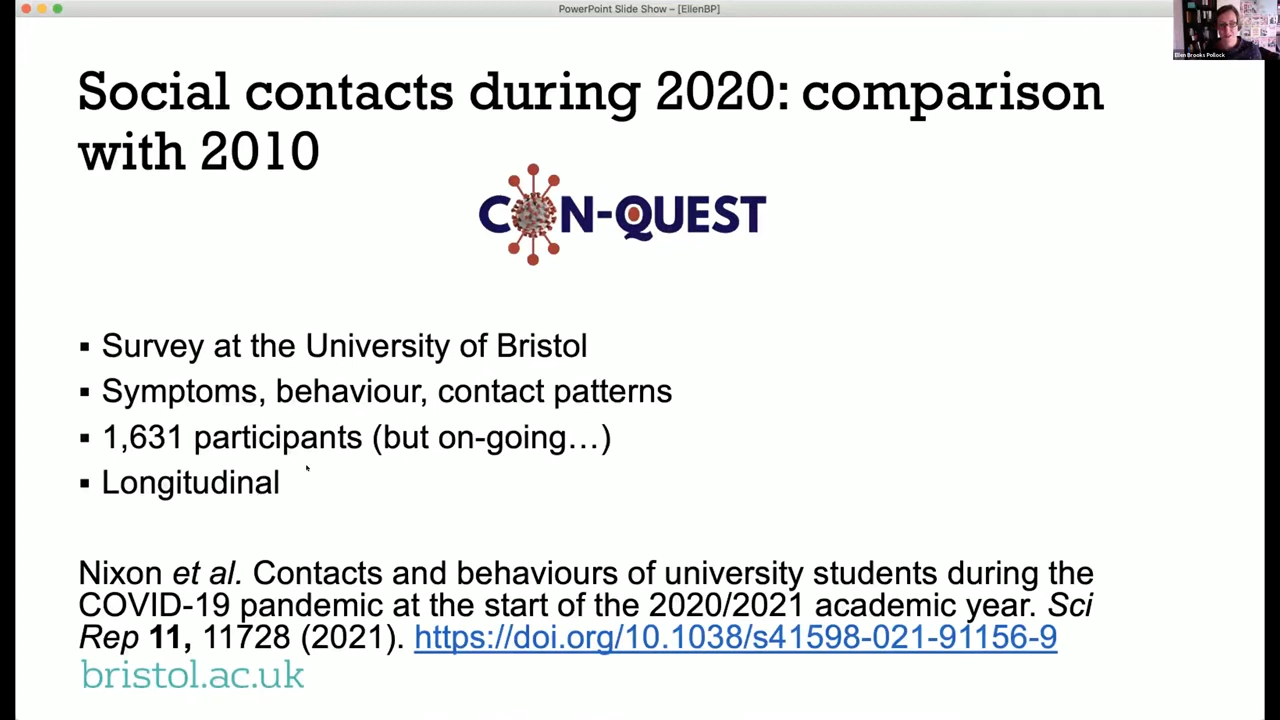 PowerPoint Slide Show – [EllenBP]
Ellen Brooks Pollock
Social contacts during 2020: comparison
with 2010
CON-QUEST
▪ Survey at the University of Bristol
▪ Symptoms, behaviour, contact patterns
▪ 1,631 participants (but on-going…)
▪ Longitudinal
Nixon et al. Contacts and behaviours of university students during the
COVID-19 pandemic at the start of the 2020/2021 academic year. Sci
Rep 11, 11728 (2021). https://doi.org/10.1038/s41598-021-91156-9
bristol.ac.uk